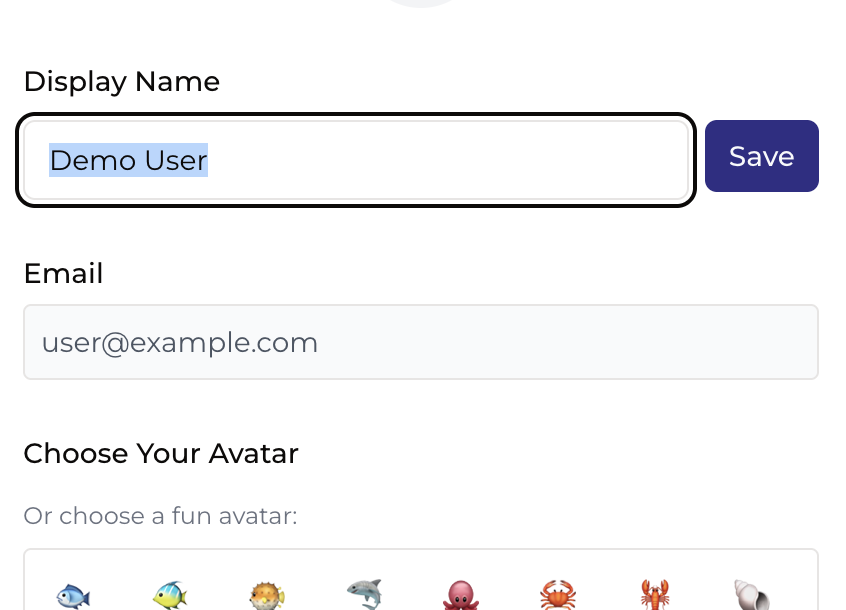 Display Name
Demo User
Save
Email
user@example.com
Choose Your Avatar
Or choose a fun avatar: